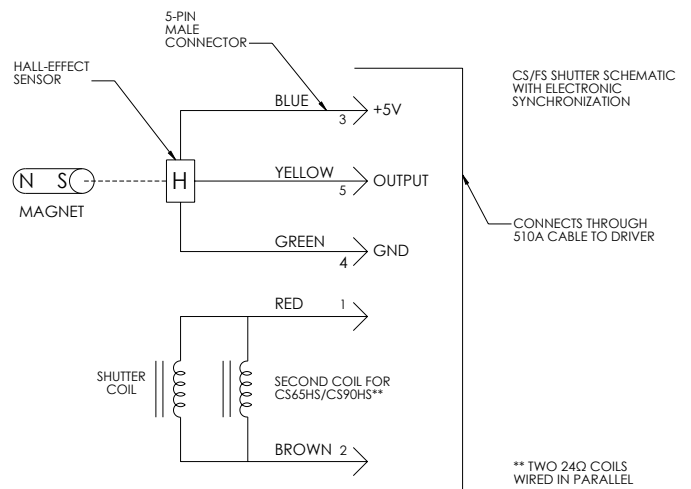 5-PIN
MALE
CONNECTOR
HALL-EFFECT
SENSOR
CS/FS SHUTTER SCHEMATIC
WITH ELECTRONIC
SYNCHRONIZATION
BLUE
3
+5V
N S
H
YELLOW
5
OUTPUT
MAGNET
CONNECTS THROUGH
510A CABLE TO DRIVER
GREEN
4
GND
RED
1
SHUTTER
COIL
SECOND COIL FOR
CS65HS/CS90HS**
BROWN
2
** TWO 24Ω COILS
WIRED IN PARALLEL